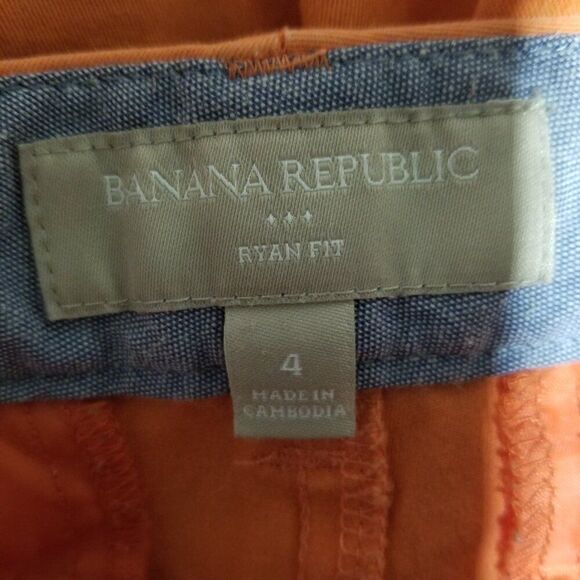 BANANA REPUBLIC
RYAN FIT
4
MADE IN
CAMBODIA